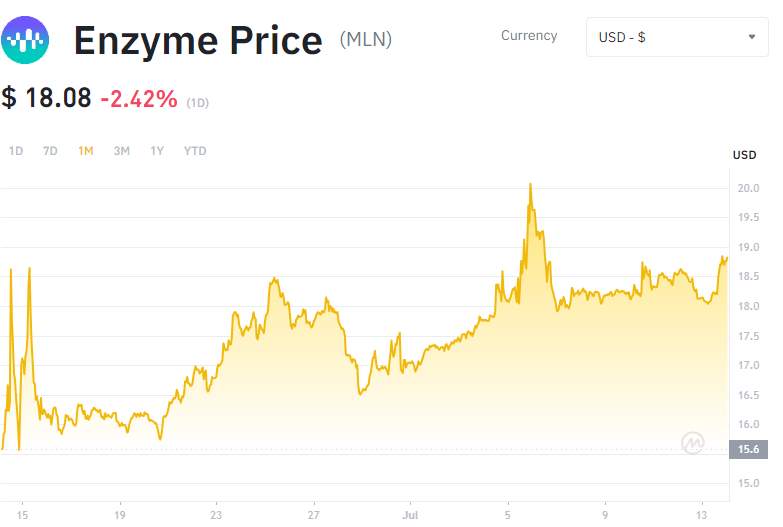 Enzyme Price (MLN)
Currency
USD - $
$ 18.08 -2.42% (1D)
1D 7D 1M 3M 1Y YTD
USD
20.0
19.5
19.0
18.5
18.0
17.5
17.0
16.5
16.0
15.6
15.0
15 19 23 27 Jul 5 9 13